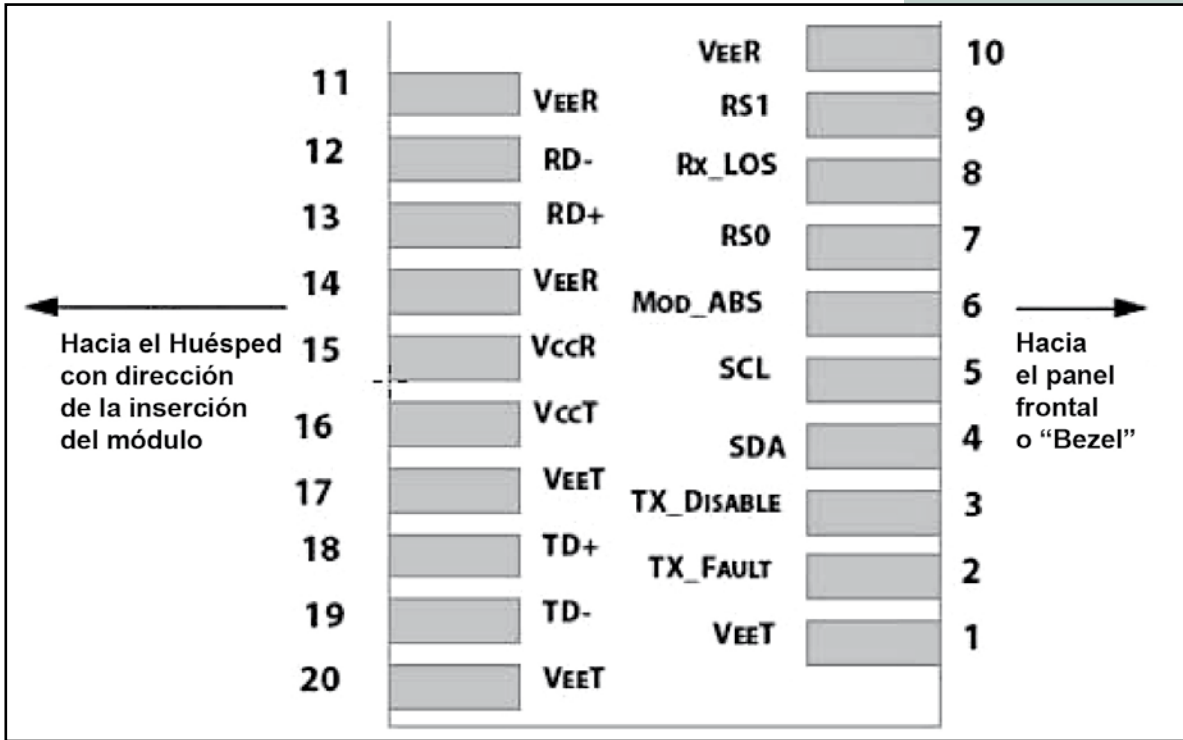 11 VEER
12 RD-
13 RD+
14 VEER
15 VCCR
16 VCCT
17 VEET
18 TD+
19 TD-
20 VEET
Hacia el Huésped
con dirección
de la inserción
del módulo
VEER 10
RS1 9
RX_LOS 8
RS0 7
MOD_ABS 6
SCL 5
SDA 4
TX_DISABLE 3
TX_FAULT 2
VEET 1
Hacia
el panel
frontal
o “Bezel”